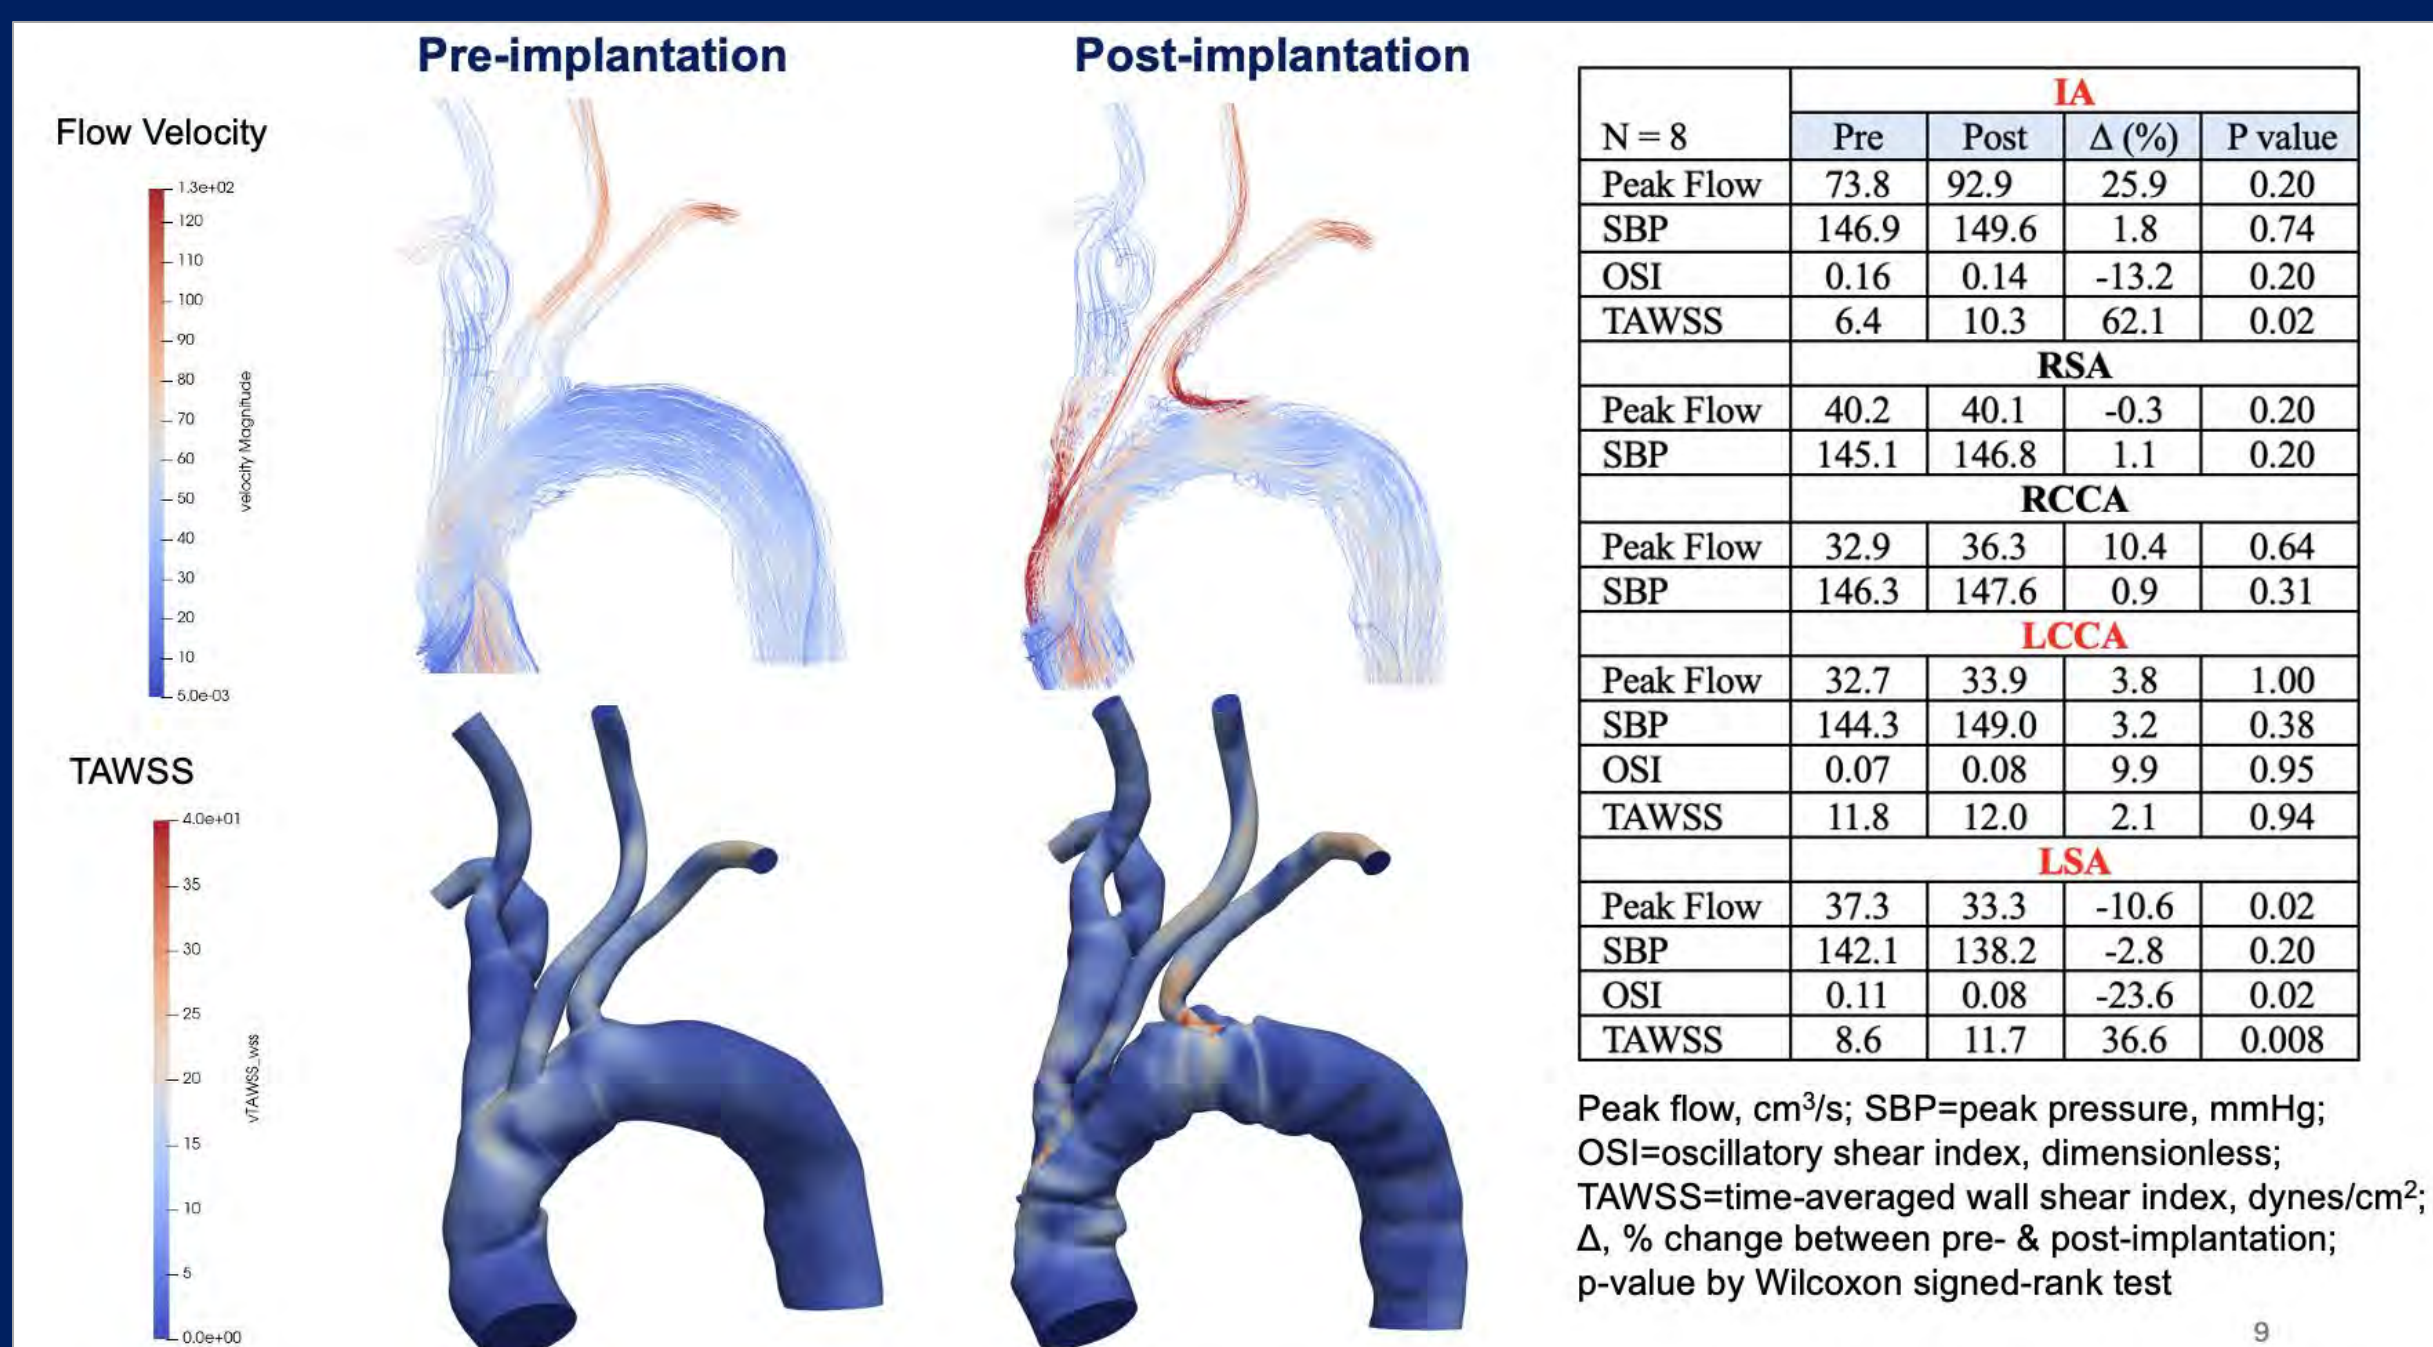 Pre-implantation
Post-implantation
Flow Velocity
1.3e+02
120
110
100
90
80
70
60
50
40
30
20
10
5.0e-03
velocity Magnitude
TAWSS
4.0e+01
35
30
25
20
15
10
5
0.0e+00
vTAWSS_wss
IA
N = 8 Pre Post Δ (%) P value
Peak Flow 73.8 92.9 25.9 0.20
SBP 146.9 149.6 1.8 0.74
OSI 0.16 0.14 -13.2 0.20
TAWSS 6.4 10.3 62.1 0.02
RSA
Peak Flow 40.2 40.1 -0.3 0.20
SBP 145.1 146.8 1.1 0.20
RCCA
Peak Flow 32.9 36.3 10.4 0.64
SBP 146.3 147.6 0.9 0.31
LCCA
Peak Flow 32.7 33.9 3.8 1.00
SBP 144.3 149.0 3.2 0.38
OSI 0.07 0.08 9.9 0.95
TAWSS 11.8 12.0 2.1 0.94
LSA
Peak Flow 37.3 33.3 -10.6 0.02
SBP 142.1 138.2 -2.8 0.20
OSI 0.11 0.08 -23.6 0.02
TAWSS 8.6 11.7 36.6 0.008
Peak flow, cm³/s; SBP=peak pressure, mmHg;
OSI=oscillatory shear index, dimensionless;
TAWSS=time-averaged wall shear index, dynes/cm²;
Δ, % change between pre- & post-implantation;
p-value by Wilcoxon signed-rank test
9